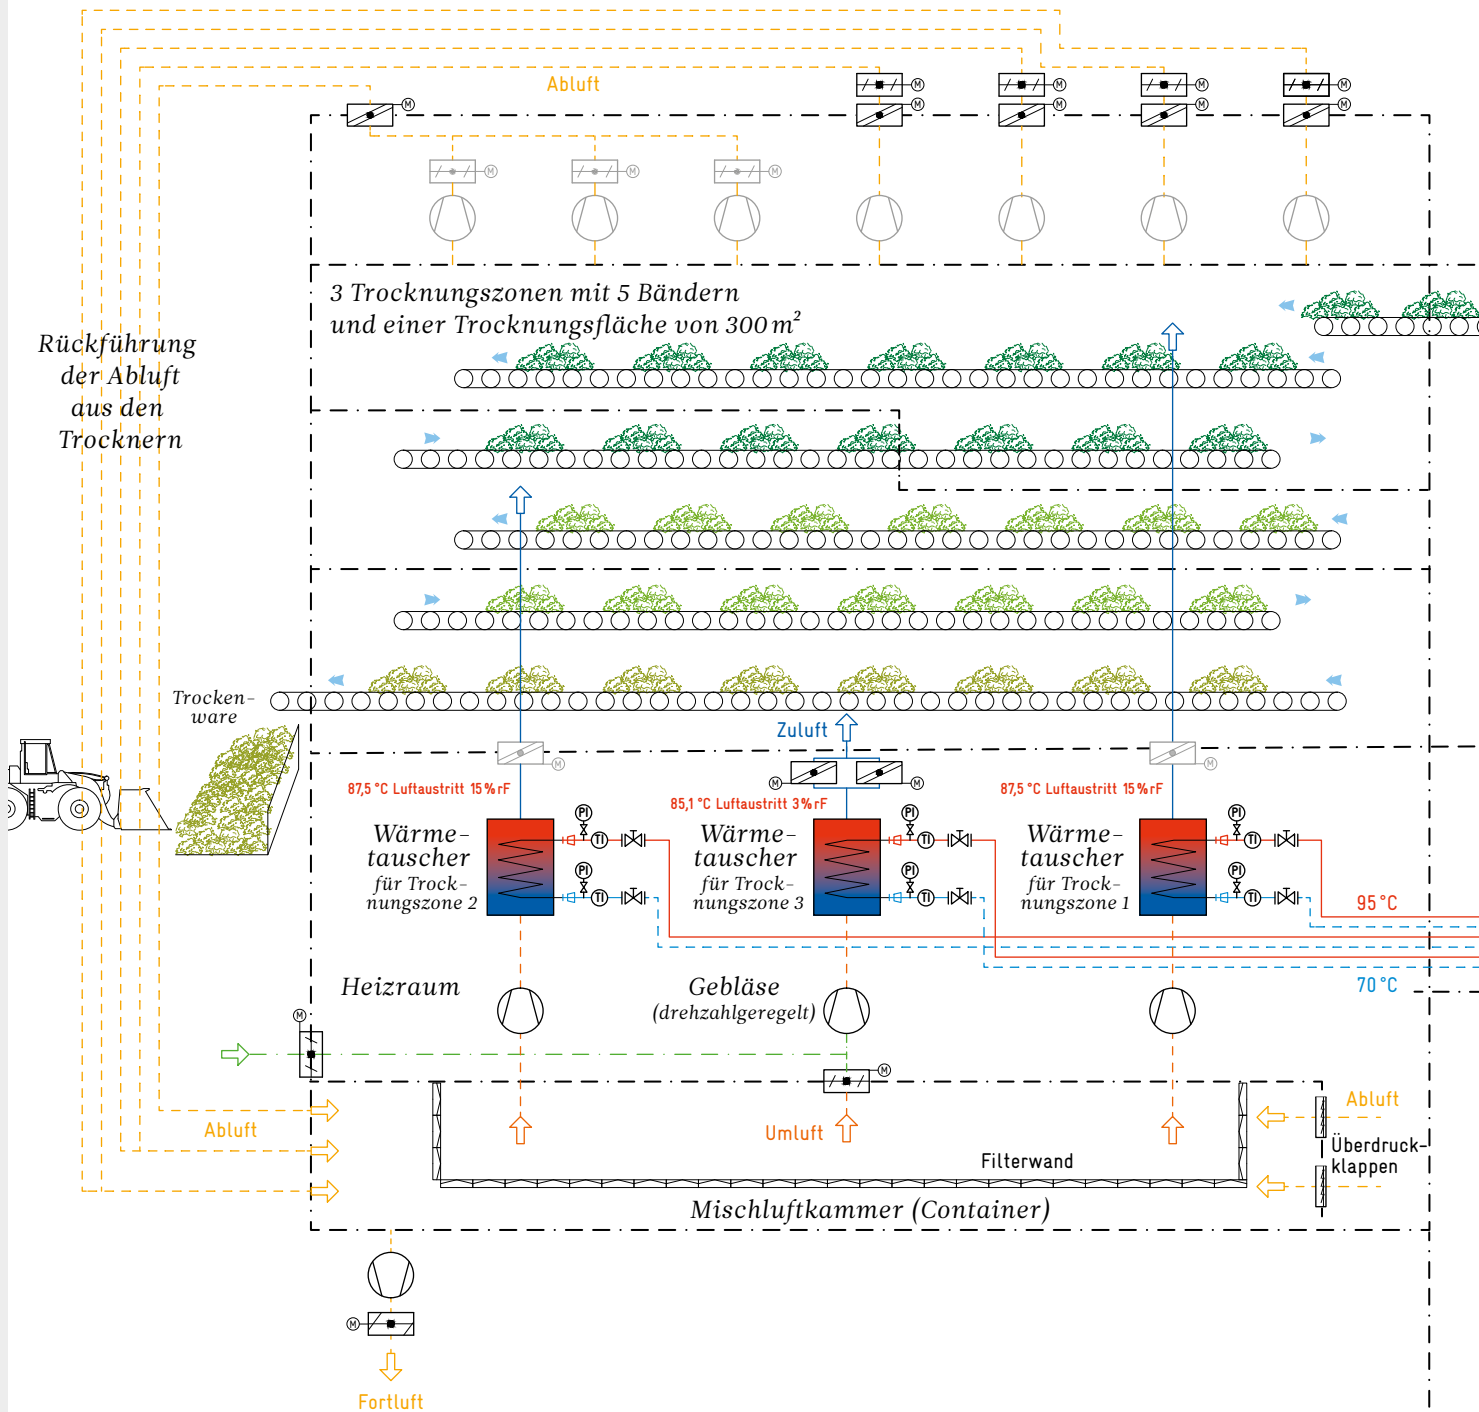 Abluft
M
M
M
M
M
M
M
M
M
M
M
M
3 Trocknungszonen mit 5 Bändern
und einer Trocknungsfläche von 300 m²
Rückführung
der Abluft
aus den
Trocknern
Trocken-
ware
Zuluft
M
M
M
M
87,5 °C Luftaustritt 15 % rF
85,1 °C Luftaustritt 3 % rF
87,5 °C Luftaustritt 15 % rF
Wärme-
tauscher
für Trock-
nungszone 2
PI
TI
PI
TI
Wärme-
tauscher
für Trock-
nungszone 3
PI
TI
PI
TI
Wärme-
tauscher
für Trock-
nungszone 1
PI
TI
PI
TI
95 °C
70 °C
Heizraum
Gebläse
(drehzahlgeregelt)
M
M
Abluft
Umluft
Abluft
Überdruck-
klappen
Filterwand
Mischluftkammer (Container)
M
Fortluft